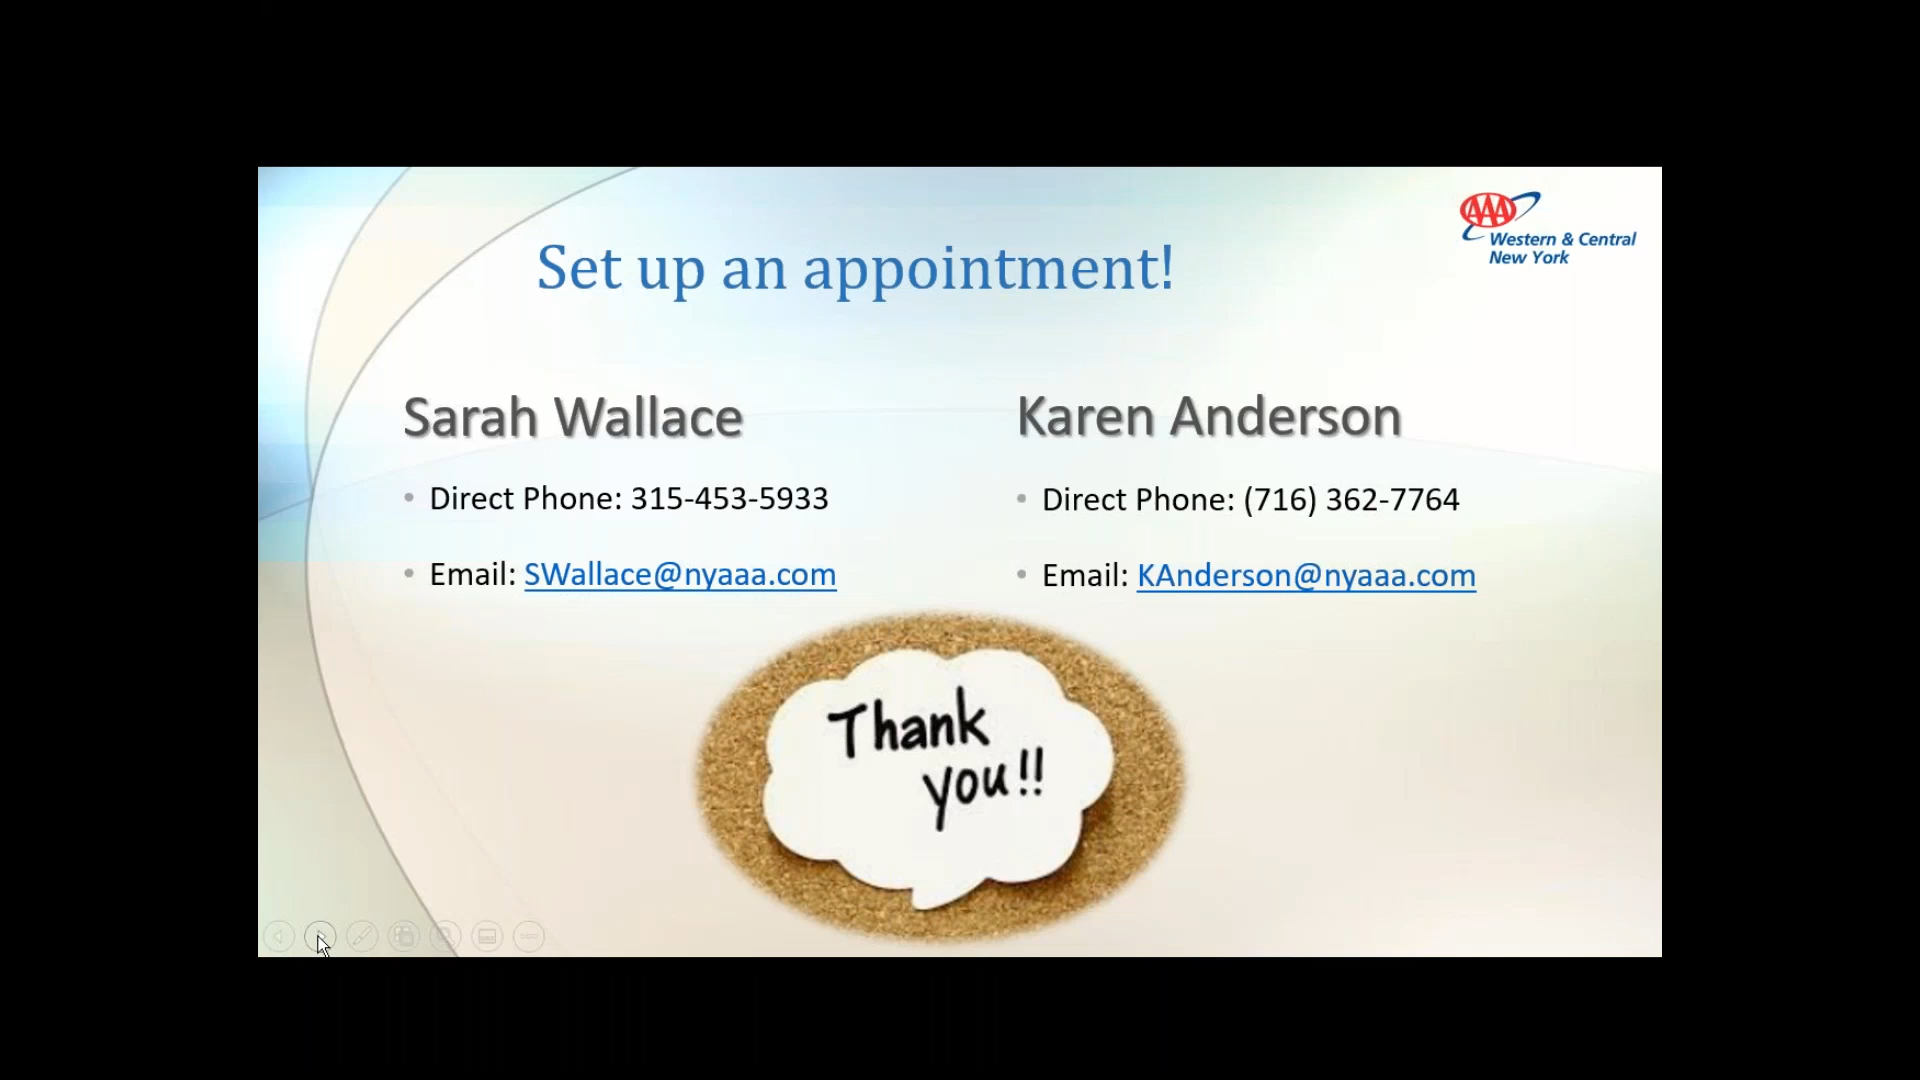 AAA
Western & Central
New York
Set up an appointment!
Sarah Wallace
• Direct Phone: 315-453-5933
• Email: SWallace@nyaaa.com
Karen Anderson
• Direct Phone: (716) 362-7764
• Email: KAnderson@nyaaa.com
Thank
you!!